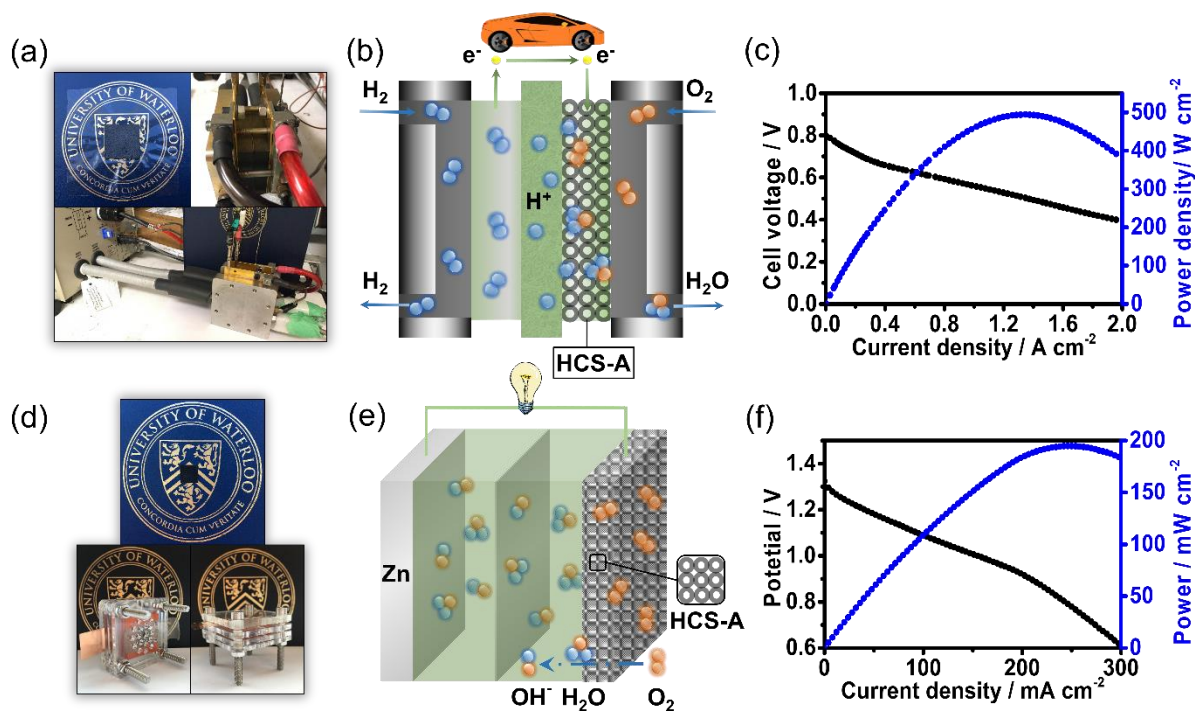 (a)
UNIVERSITY OF WATERLOO
CONCORDIA CUM VERITATE
(b)
e⁻ e⁻
H₂ O₂
H⁺
H₂ H₂O
HCS-A
(c)
Cell voltage / V
1.0
0.8
0.6
0.4
0.2
0.0
500
400
300
200
100
0
Power density/ W cm⁻²
0.0 0.4 0.8 1.2 1.6 2.0
Current density / A cm⁻²
(d)
UNIVERSITY OF WATERLOO
CONCORDIA CUM VERITATE
OF WATERLOO
(e)
Zn
HCS-A
OH⁻ H₂O O₂
(f)
Potetial / V
1.4
1.2
1.0
0.8
0.6
200
150
100
50
0
Power / mW cm⁻²
0 100 200 300
Current density / mA cm⁻²